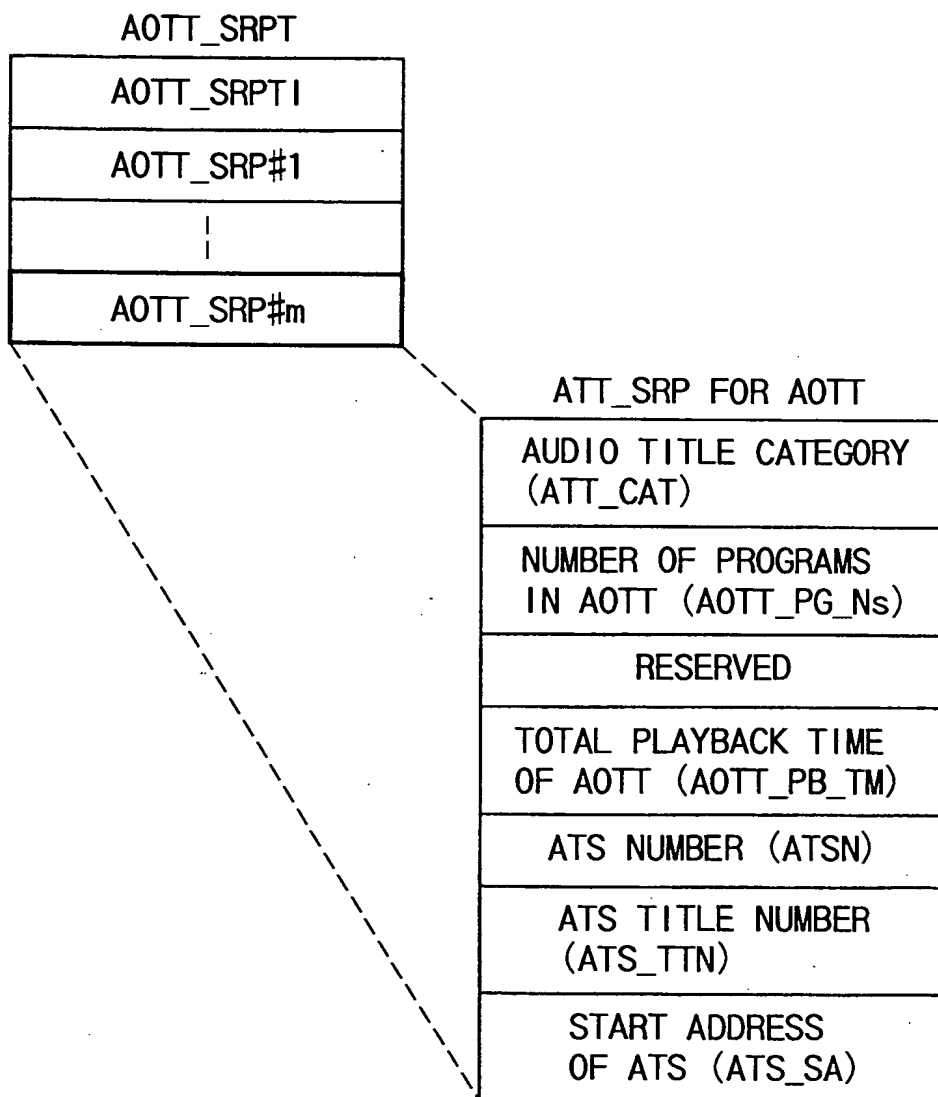 AOTT_SRPT
AOTT_SRPTI
AOTT_SRP#1
AOTT_SRP#m
ATT_SRP FOR AOTT
AUDIO TITLE CATEGORY
(ATT_CAT)
NUMBER OF PROGRAMS
IN AOTT (AOTT_PG_Ns)
RESERVED
TOTAL PLAYBACK TIME
OF AOTT (AOTT_PB_TM)
ATS NUMBER (ATSN)
ATS TITLE NUMBER
(ATS_TTN)
START ADDRESS
OF ATS (ATS_SA)